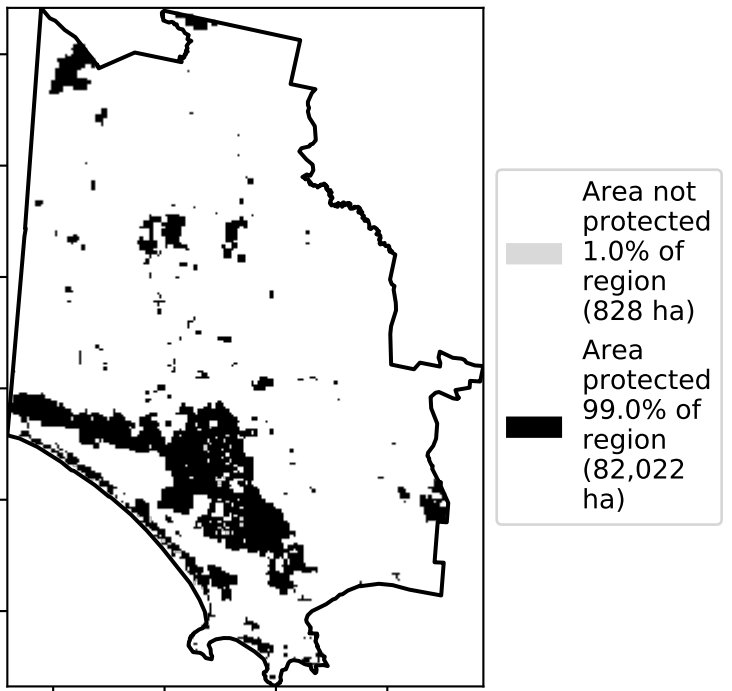 Area not
protected
1.0% of
region
(828 ha)
Area
protected
99.0% of
region
(82,022
ha)